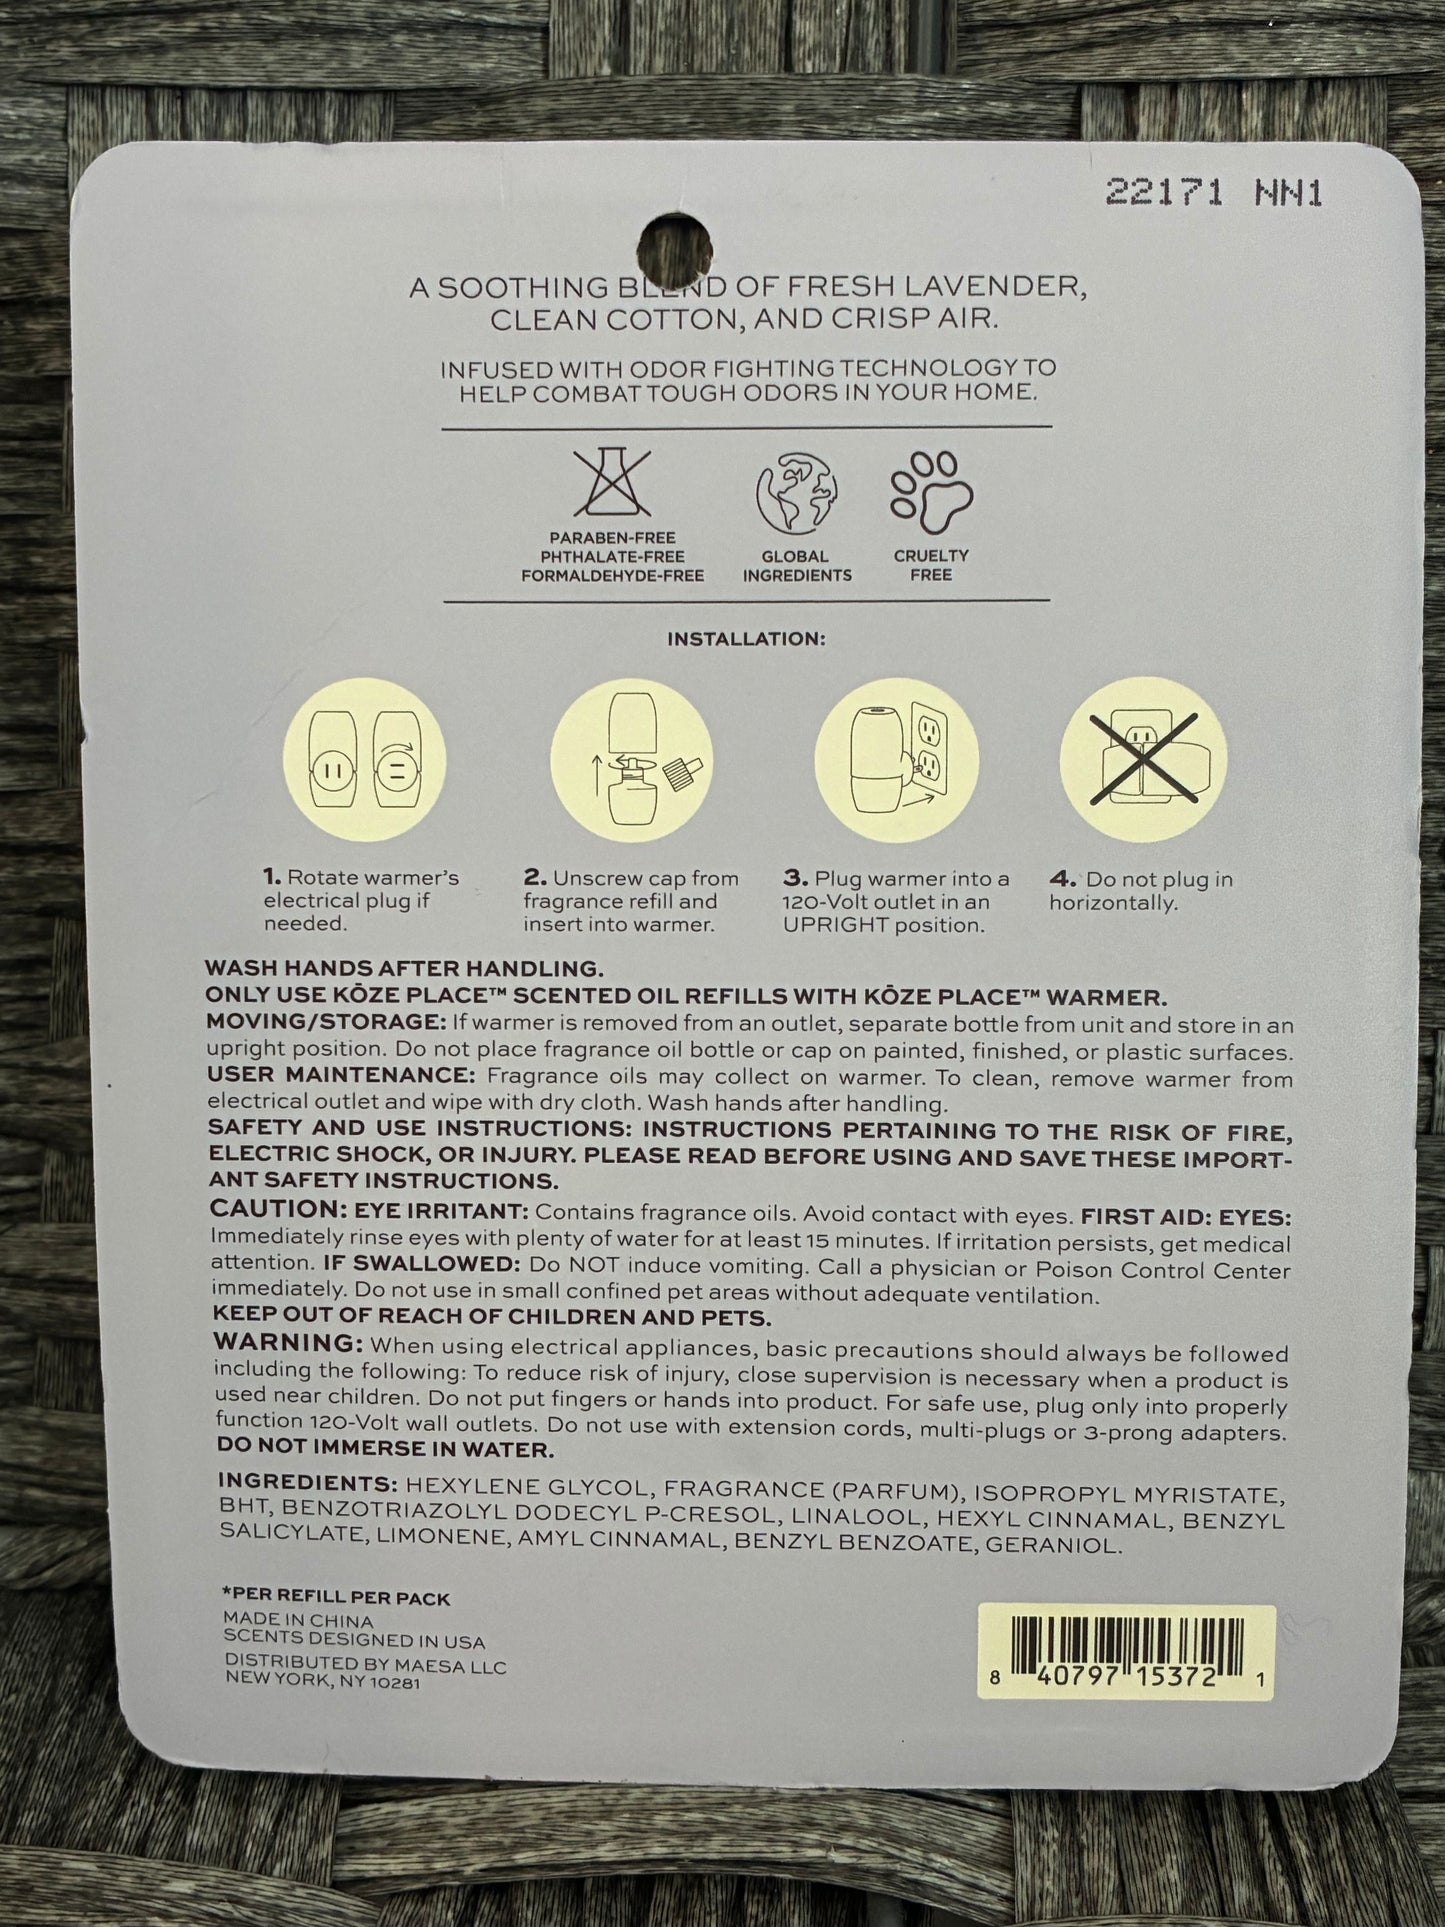 22171 NN1
A SOOTHING BLEND OF FRESH LAVENDER,
CLEAN COTTON, AND CRISP AIR.
INFUSED WITH ODOR FIGHTING TECHNOLOGY TO
HELP COMBAT TOUGH ODORS IN YOUR HOME.
PARABEN-FREE
PHTHALATE-FREE
FORMALDEHYDE-FREE
GLOBAL
INGREDIENTS
CRUELTY
FREE
INSTALLATION:
1. Rotate warmer's
electrical plug if
needed.
2. Unscrew cap from
fragrance refill and
insert into warmer.
3. Plug warmer into a
120-Volt outlet in an
UPRIGHT position.
4. Do not plug in
horizontally.
WASH HANDS AFTER HANDLING.
ONLY USE KŌZE PLACE™ SCENTED OIL REFILLS WITH KŌZE PLACE™ WARMER.
MOVING/STORAGE: If warmer is removed from an outlet, separate bottle from unit and store in an
upright position. Do not place fragrance oil bottle or cap on painted, finished, or plastic surfaces.
USER MAINTENANCE: Fragrance oils may collect on warmer. To clean, remove warmer from
electrical outlet and wipe with dry cloth. Wash hands after handling.
SAFETY AND USE INSTRUCTIONS: INSTRUCTIONS PERTAINING TO THE RISK OF FIRE,
ELECTRIC SHOCK, OR INJURY. PLEASE READ BEFORE USING AND SAVE THESE IMPORT-
ANT SAFETY INSTRUCTIONS.
CAUTION: EYE IRRITANT: Contains fragrance oils. Avoid contact with eyes. FIRST AID: EYES:
Immediately rinse eyes with plenty of water for at least 15 minutes. If irritation persists, get medical
attention. IF SWALLOWED: Do NOT induce vomiting. Call a physician or Poison Control Center
immediately. Do not use in small confined pet areas without adequate ventilation.
KEEP OUT OF REACH OF CHILDREN AND PETS.
WARNING: When using electrical appliances, basic precautions should always be followed
including the following: To reduce risk of injury, close supervision is necessary when a product is
used near children. Do not put fingers or hands into product. For safe use, plug only into properly
function 120-Volt wall outlets. Do not use with extension cords, multi-plugs or 3-prong adapters.
DO NOT IMMERSE IN WATER.
INGREDIENTS: HEXYLENE GLYCOL, FRAGRANCE (PARFUM), ISOPROPYL MYRISTATE,
BHT, BENZOTRIAZOLYL DODECYL P-CRESOL, LINALOOL, HEXYL CINNAMAL, BENZYL
SALICYLATE, LIMONENE, AMYL CINNAMAL, BENZYL BENZOATE, GERANIOL.
*PER REFILL PER PACK
MADE IN CHINA
SCENTS DESIGNED IN USA
DISTRIBUTED BY MAESA LLC
NEW YORK, NY 10281
8 40797 15372 1